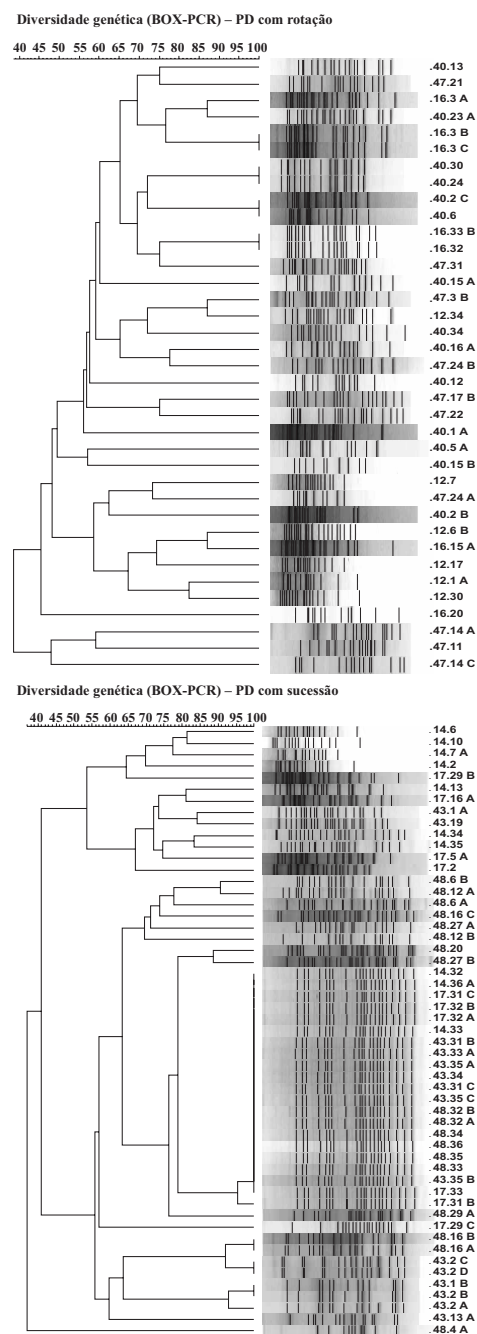 Diversidade genética (BOX-PCR) – PD com rotação
40 45 50 55 60 65 70 75 80 85 90 95 100
.40.13
.47.21
.16.3 A
.40.23 A
.16.3 B
.16.3 C
.40.30
.40.24
.40.2 C
.40.6
.16.33 B
.16.32
.47.31
.40.15 A
.47.3 B
.12.34
.40.34
.40.16 A
.47.24 B
.40.12
.47.17 B
.47.22
.40.1 A
.40.5 A
.40.15 B
.12.7
.47.24 A
.40.2 B
.12.6 B
.16.15 A
.12.17
.12.1 A
.12.30
.16.20
.47.14 A
.47.11
.47.14 C
Diversidade genética (BOX-PCR) – PD com sucessão
40 45 50 55 60 65 70 75 80 85 90 95 100
.14.6
.14.10
.14.7 A
.14.2
.17.29 B
.14.13
.17.16 A
.43.1 A
.43.19
.14.34
.14.35
.17.5 A
.17.2
.48.6 B
.48.12 A
.48.6 A
.48.16 C
.48.27 A
.48.12 B
.48.20
.48.27 B
.14.32
.14.36 A
.17.31 C
.17.32 B
.17.32 A
.14.33
.43.31 B
.43.33 A
.43.35 A
.43.34
.43.31 C
.43.35 C
.48.32 B
.48.32 A
.48.34
.48.36
.48.35
.48.33
.43.35 B
.17.33
.17.31 B
.48.29 A
.17.29 C
.48.16 B
.48.16 A
.43.2 C
.43.2 D
.43.1 B
.43.2 B
.43.2 A
.43.13 A
.48.4 A